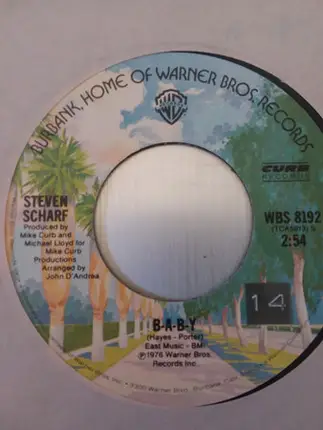 BURBANK, HOME OF WARNER BROS. RECORDS
WB
CURB
RECORDS
STEVEN
SCHARF
Produced by
Mike Curb and
Michael Lloyd for
Mike Curb
Productions
Arranged by
John D'Andrea
WBS 8192
2:54
14
B-A-B-Y
(Hayes - Porter)
East Music - BMI
℗ 1976 Warner Bros.
Records Inc.